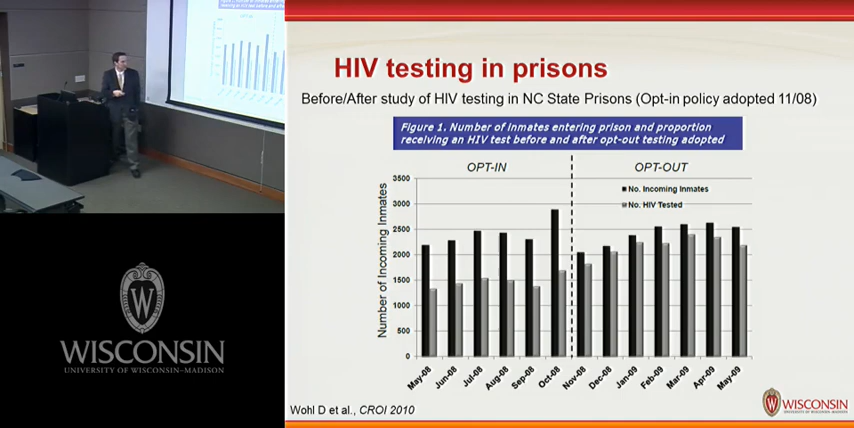 HIV testing in prisons
Before/After study of HIV testing in NC State Prisons (Opt-in policy adopted 11/08)
Figure 1. Number of Inmates entering prison and proportion
receiving an HIV test before and after opt-out testing adopted
OPT-IN
OPT-OUT
No. Incoming Inmates
No. HIV Tested
Number of Incoming Inmates
3500
3000
2500
2000
1500
1000
500
0
May-08
Jun-08
Jul-08
Aug-08
Sep-08
Oct-08
Nov-08
Dec-08
Jan-09
Feb-09
Mar-09
Apr-09
May-09
Wohl D et al., CROI 2010
W
WISCONSIN
UNIVERSITY OF WISCONSIN–MADISON
W
WISCONSIN
UNIVERSITY OF WISCONSIN–MADISON